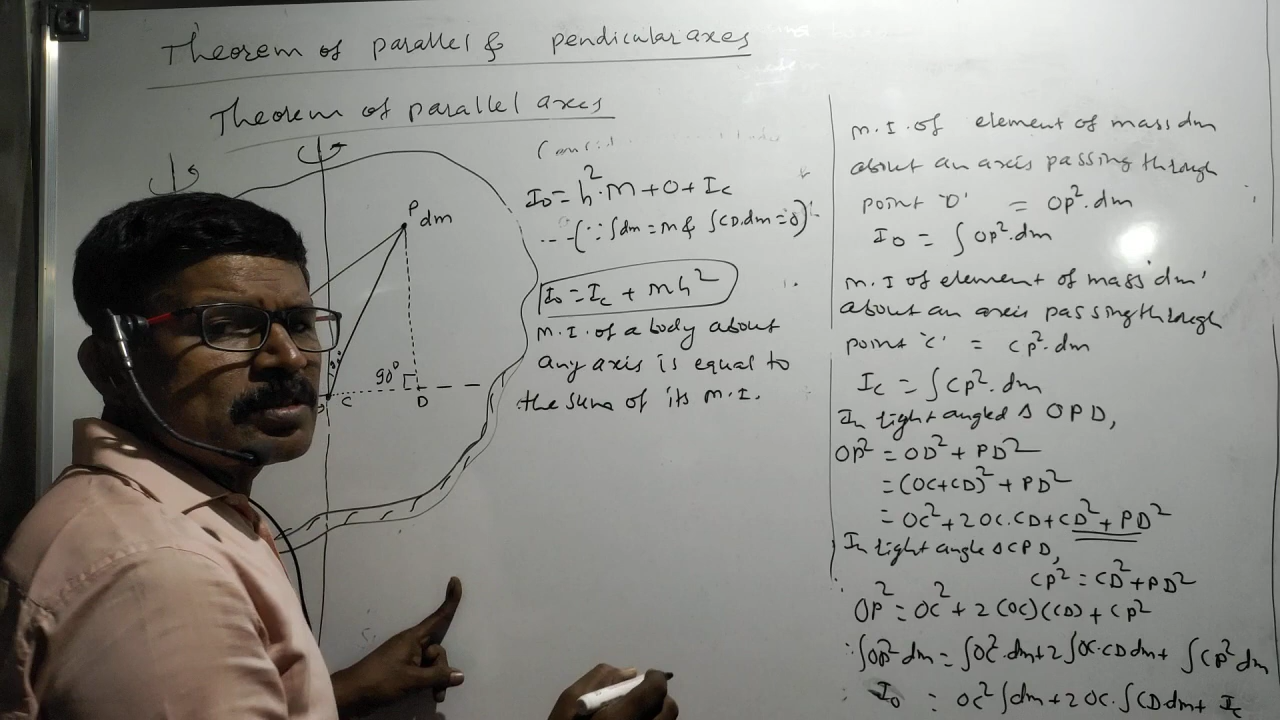 Theorem of parallel & pendicular axes
Theorem of parallel axes
P
dm
90°
C
D
I₀ = h².M + 0 + Ic
---(∵ ∫dm = M & ∫CD.dm = 0)
I₀ = Ic + Mh²
M.I. of a body about
any axis is equal to
the sum of its M.I.
M.I. of element of mass dm
about an axis passing through
point 'O' = OP².dm
I₀ = ∫OP².dm
M.I of element of mass 'dm'
about an axis passing through
point 'C' = CP².dm
Ic = ∫CP².dm
In right angled Δ OPD,
OP² = OD² + PD²
= (OC+CD)² + PD²
= OC² + 2OC.CD + CD² + PD²
In right angle Δ CPD,
CP² = CD² + PD²
OP² = OC² + 2(OC)(CD) + CP²
∴ ∫OP² dm = ∫OC².dm + 2∫OC.CD dm + ∫CP² dm
∴ I₀ = OC² ∫dm + 2OC.∫CD dm + Ic